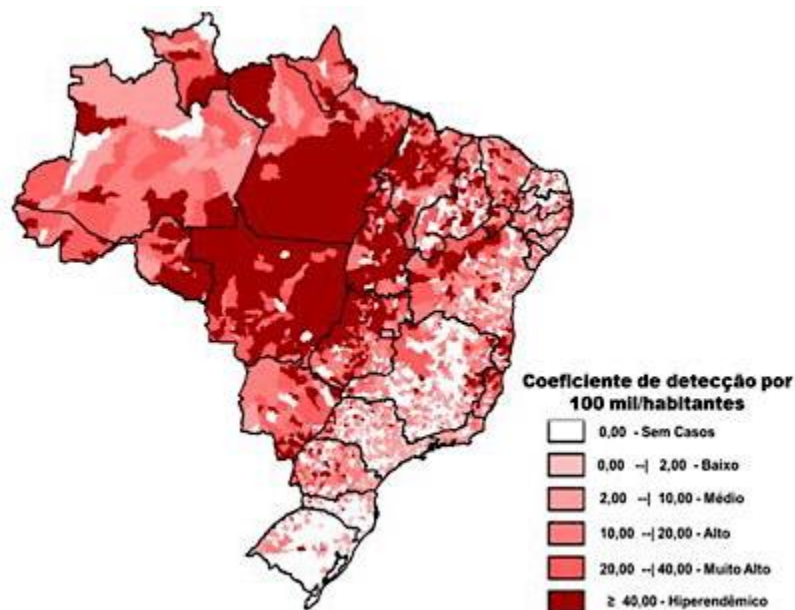 Coeficiente de detecção por
100 mil/habitantes
0,00 - Sem Casos
0,00 --| 2,00 - Baixo
2,00 --| 10,00 - Médio
10,00 --| 20,00 - Alto
20,00 --| 40,00 - Muito Alto
≥ 40,00 - Hiperendêmico